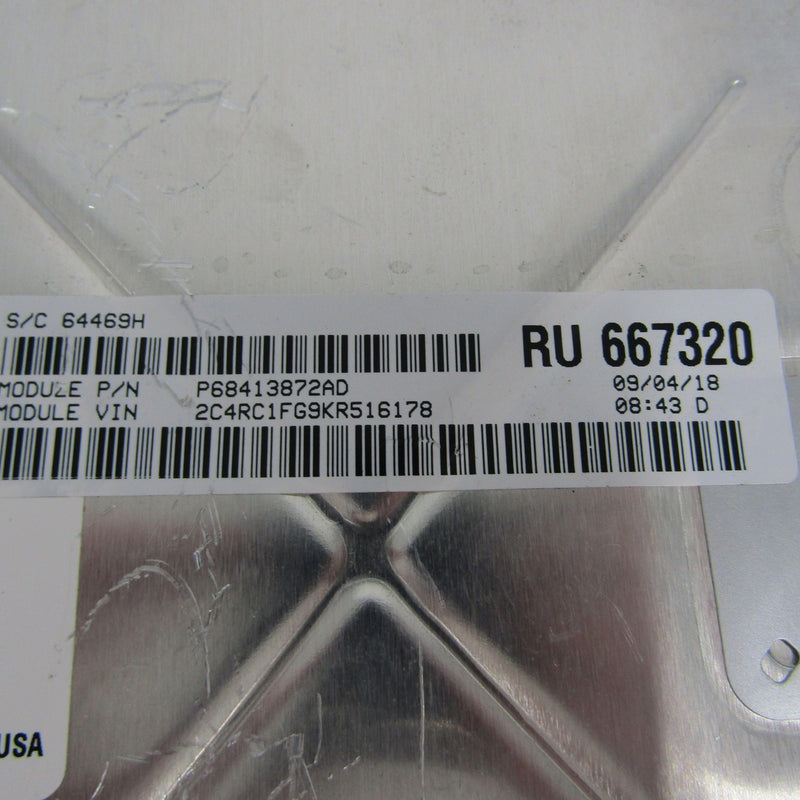 S/C 64469H
RU 667320
MODULE P/N P68413872AD
09/04/18
MODULE VIN 2C4RC1FG9KR516178
08:43 D
USA